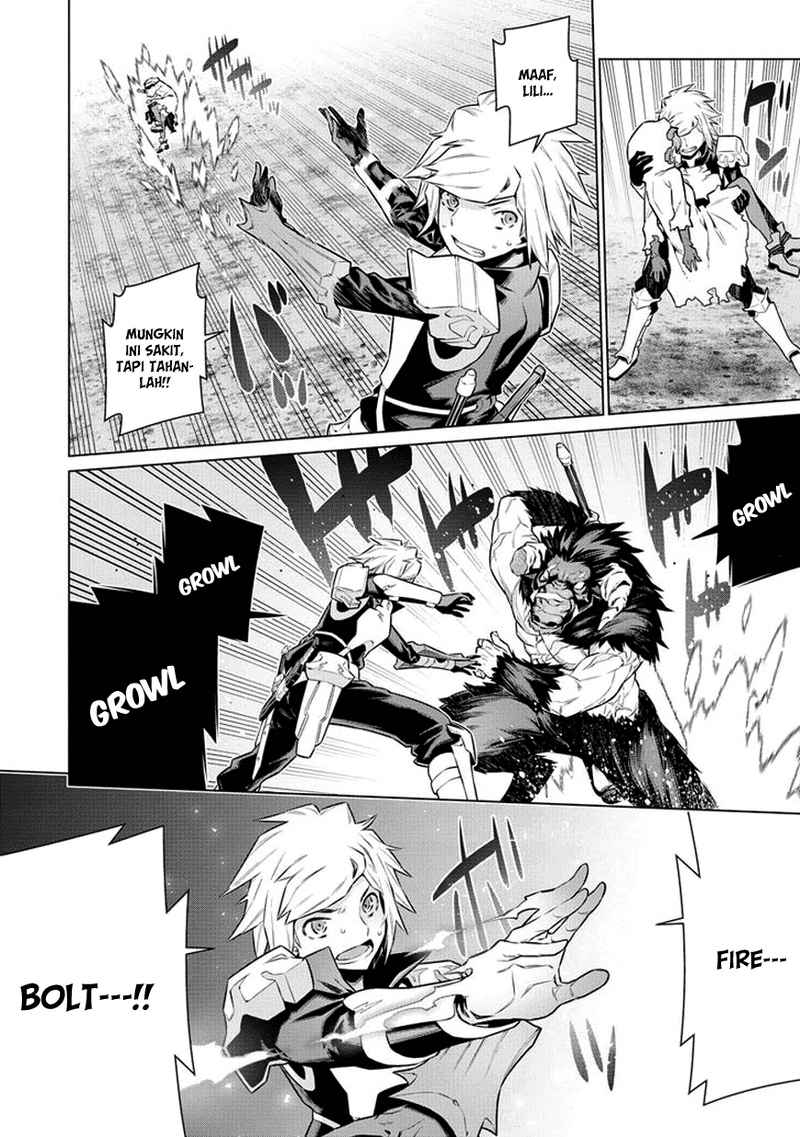 MAAF,
LILI...
MUNGKIN
INI SAKIT,
TAPI TAHAN-
LAH!!
GROWL
GROWL
GROWL
FIRE---
BOLT---!!